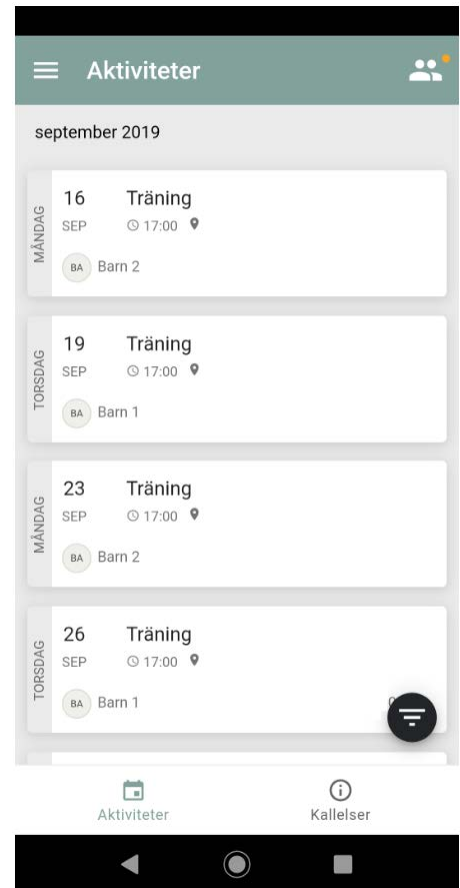 Aktiviteter
september 2019
MÅNDAG
16 Träning
SEP 17:00
BA Barn 2
TORSDAG
19 Träning
SEP 17:00
BA Barn 1
MÅNDAG
23 Träning
SEP 17:00
BA Barn 2
TORSDAG
26 Träning
SEP 17:00
BA Barn 1
Aktiviteter Kallelser